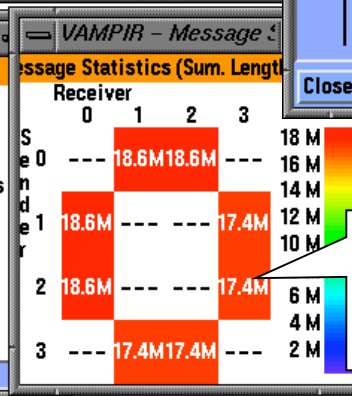 VAMPIR – Message S
essage Statistics (Sum. Length
Close
Receiver
0 1 2 3
Sender
0 --- 18.6M 18.6M ---
1 18.6M --- --- 17.4M
2 18.6M --- --- 17.4M
3 --- 17.4M 17.4M ---
18 M
16 M
14 M
12 M
10 M
6 M
4 M
2 M